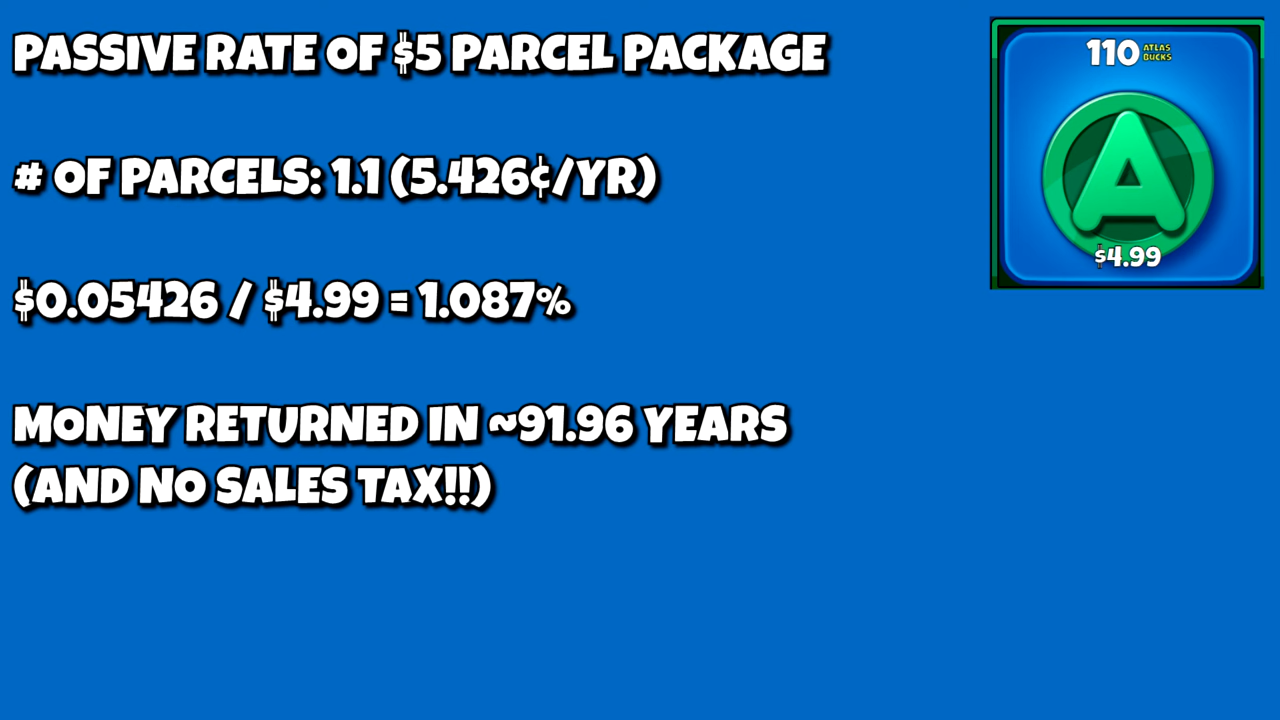 PASSIVE RATE OF $5 PARCEL PACKAGE
110 ATLAS BUCKS
# OF PARCELS: 1.1 (5.426¢/YR)
A
$4.99
$0.05426 / $4.99 = 1.087%
MONEY RETURNED IN ~91.96 YEARS
(AND NO SALES TAX!!)